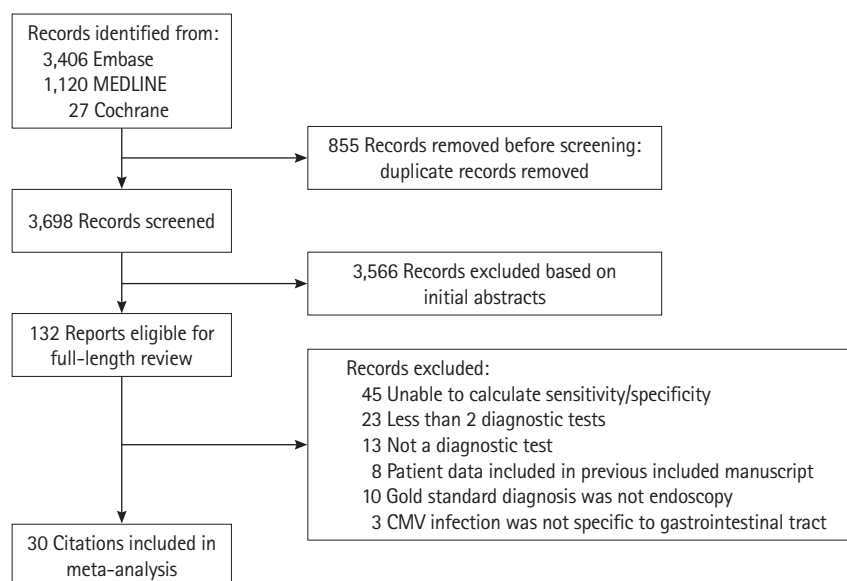 Records identified from:
3,406 Embase
1,120 MEDLINE
27 Cochrane
855 Records removed before screening:
duplicate records removed
3,698 Records screened
3,566 Records excluded based on
initial abstracts
132 Reports eligible for
full-length review
Records excluded:
45 Unable to calculate sensitivity/specificity
23 Less than 2 diagnostic tests
13 Not a diagnostic test
8 Patient data included in previous included manuscript
10 Gold standard diagnosis was not endoscopy
3 CMV infection was not specific to gastrointestinal tract
30 Citations included in
meta-analysis